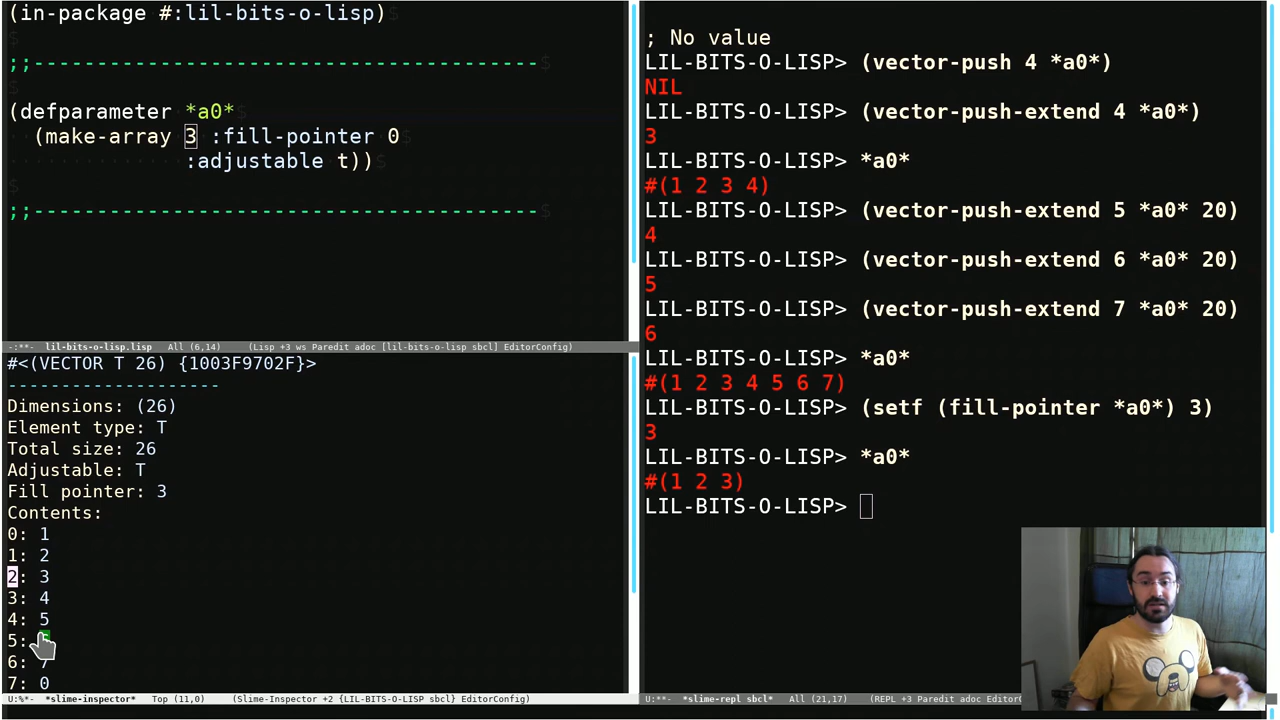 (in-package #:lil-bits-o-lisp)$
$
;;----------------------------------------$
$
(defparameter *a0*$
(make-array 3 :fill-pointer 0$
:adjustable t))$
$
;;----------------------------------------$
-:**- lil-bits-o-lisp.lisp All (6,14) (Lisp +3 ws Paredit adoc [lil-bits-o-lisp sbcl] EditorConfig)
#<(VECTOR T 26) {1003F9702F}>
--------------------
Dimensions: (26)
Element type: T
Total size: 26
Adjustable: T
Fill pointer: 3
Contents:
0: 1
1: 2
2: 3
3: 4
4: 5
5:
6: 7
7: 0
U:%*- *slime-inspector* Top (11,0) (Slime-Inspector +2 {LIL-BITS-O-LISP sbcl} EditorConfig)
; No value
LIL-BITS-O-LISP> (vector-push 4 *a0*)
NIL
LIL-BITS-O-LISP> (vector-push-extend 4 *a0*)
3
LIL-BITS-O-LISP> *a0*
#(1 2 3 4)
LIL-BITS-O-LISP> (vector-push-extend 5 *a0* 20)
4
LIL-BITS-O-LISP> (vector-push-extend 6 *a0* 20)
5
LIL-BITS-O-LISP> (vector-push-extend 7 *a0* 20)
6
LIL-BITS-O-LISP> *a0*
#(1 2 3 4 5 6 7)
LIL-BITS-O-LISP> (setf (fill-pointer *a0*) 3)
3
LIL-BITS-O-LISP> *a0*
#(1 2 3)
LIL-BITS-O-LISP>
U:**- *slime-repl sbcl* All (21,17) (REPL +3 Paredit adoc EditorC